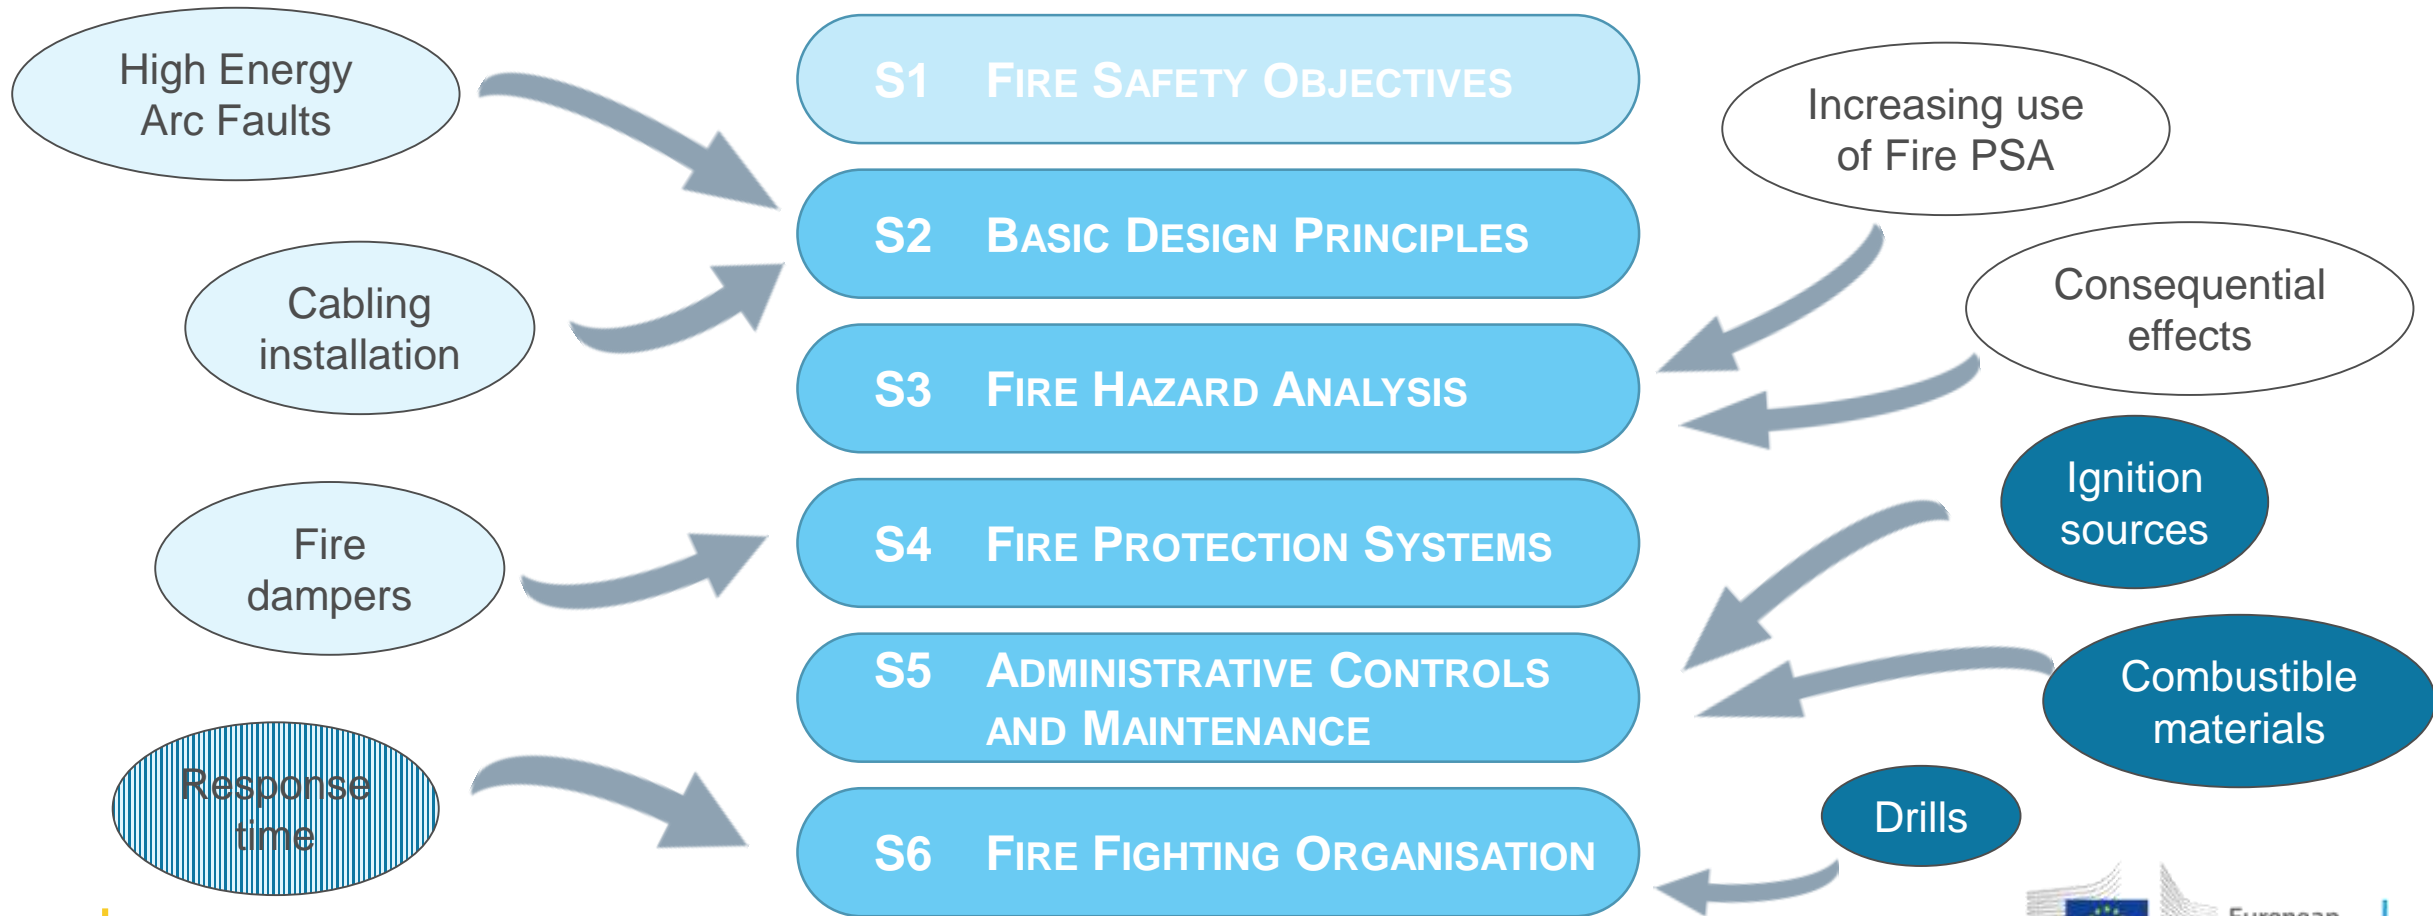 High Energy
Arc Faults
Cabling
installation
Fire
dampers
Response
time
S1 FIRE SAFETY OBJECTIVES
S2 BASIC DESIGN PRINCIPLES
S3 FIRE HAZARD ANALYSIS
S4 FIRE PROTECTION SYSTEMS
S5 ADMINISTRATIVE CONTROLS
AND MAINTENANCE
S6 FIRE FIGHTING ORGANISATION
Increasing use
of Fire PSA
Consequential
effects
Ignition
sources
Combustible
materials
Drills